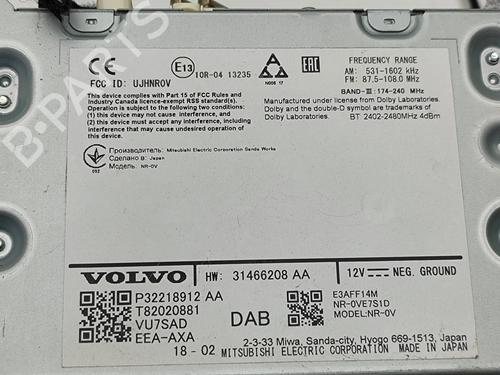 CE
E13
10R-04 13235
N006 17
EAC
FREQUENCY RANGE
AM: 531-1602 kHz
FM: 87.5-108.0 MHz
BAND-Ⅲ:174-240 MHz
FCC ID: UJHNROV
This device complies with Part 15 of FCC Rules and
Industry Canada licence-exempt RSS standard(s).
Operation is subject to the following two conditions:
(1) this device may not cause interference, and
(2) this device must accept any interference, including
interference that may cause undesired operation of
this device.
Manufactured under license from Dolby Laboratories.
Dolby and the double-D symbol are trademarks of
Dolby Laboratories.
BT: 2402-2480MHz 4dBm
Производител: Mitsubishi Electric Corporation Sanda Works
Сделано В: Japan
Модель: NR-0V
092
VOLVO
HW: 31466208 AA
12V NEG. GROUND
P32218912 AA
T82020881
VU7SAD
EEA-AXA
DAB
E3AFF14M
NR-0VE7S1D
MODEL:NR-0V
2-3-33 Miwa, Sanda-city, Hyogo 669-1513, Japan
18-02 MITSUBISHI ELECTRIC CORPORATION MADE IN JAPAN
B-PARTS